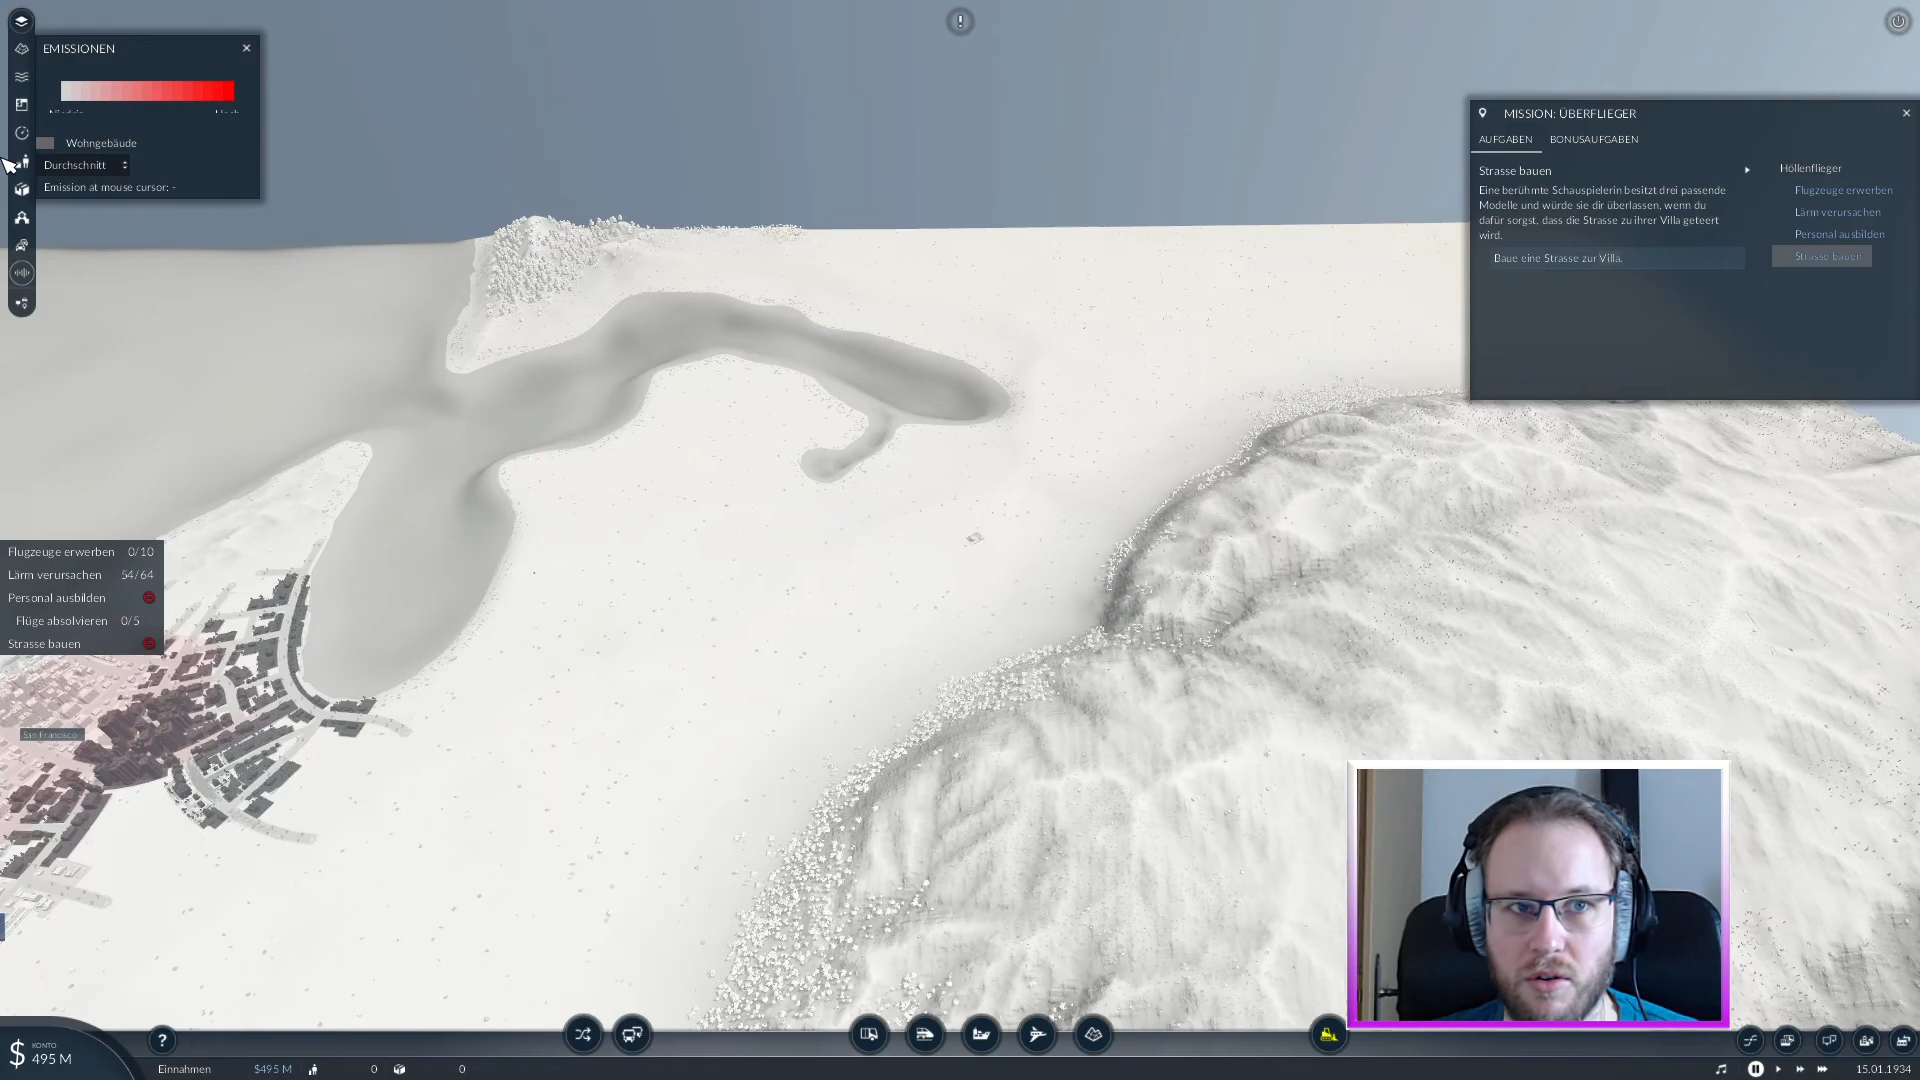 EMISSIONEN
Niedrig
Hoch
Wohngebäude
Durchschnitt
Emission at mouse cursor: -
MISSION: ÜBERFLIEGER
AUFGABEN
BONUSAUFGABEN
Strasse bauen
Eine berühmte Schauspielerin besitzt drei passende
Modelle und würde sie dir überlassen, wenn du
dafür sorgst, dass die Strasse zu ihrer Villa geteert
wird.
Baue eine Strasse zur Villa.
Höllenflieger
Flugzeuge erwerben
Lärm verursachen
Personal ausbilden
Strasse bauen
Flugzeuge erwerben 0/10
Lärm verursachen 54/64
Personal ausbilden
Flüge absolvieren 0/5
Strasse bauen
San Francisco
$ KONTO
495 M
?
Einnahmen $495 M 0 0
15.01.1934